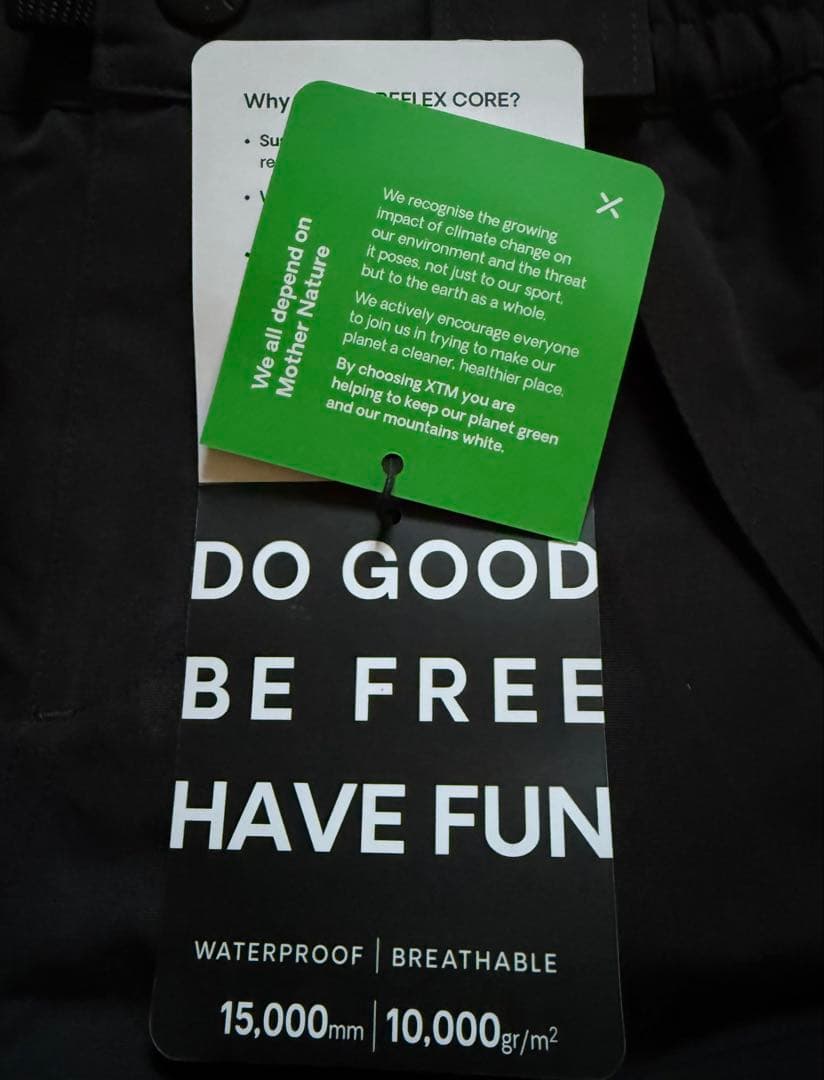 Why REFLEX CORE?
We all depend on
Mother Nature
We recognise the growing
impact of climate change on
our environment and the threat
it poses, not just to our sport,
but to the earth as a whole.
We actively encourage everyone
to join us in trying to make our
planet a cleaner, healthier place.
By choosing XTM you are
helping to keep our planet green
and our mountains white.
DO GOOD
BE FREE
HAVE FUN
WATERPROOF | BREATHABLE
15,000mm | 10,000gr/m²